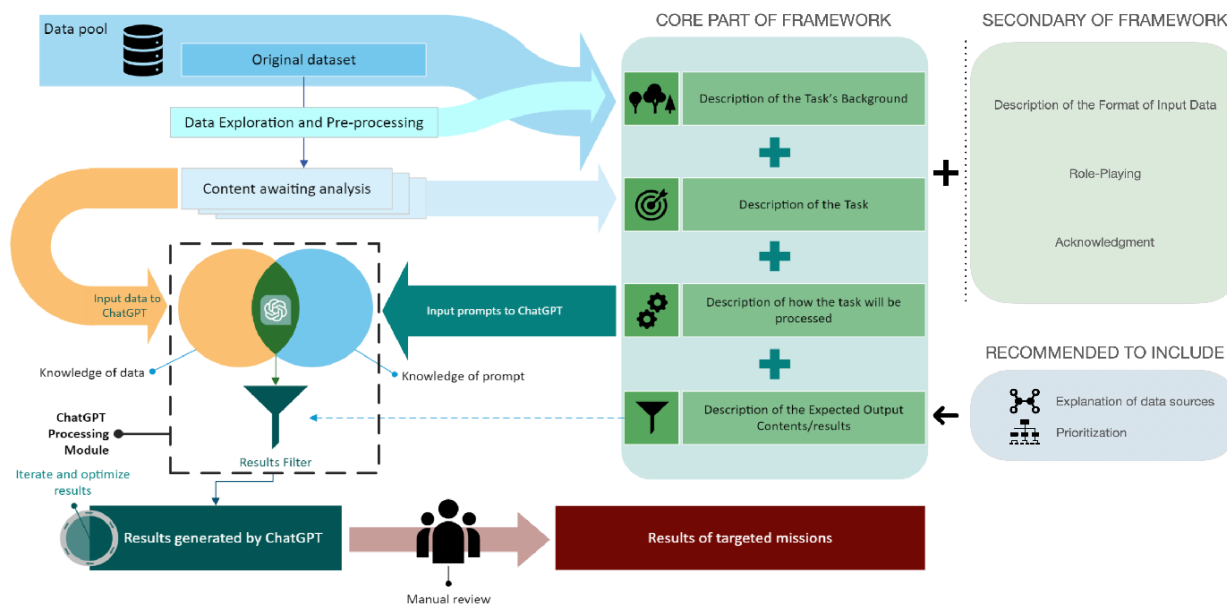 CORE PART OF FRAMEWORK
SECONDARY OF FRAMEWORK
Data pool
Original dataset
Data Exploration and Pre-processing
Content awaiting analysis
Description of the Task's Background
Description of the Task
Description of how the task will be
processed
Description of the Expected Output
Contents/results
Description of the Format of Input Data
Role-Playing
Acknowledgment
RECOMMENDED TO INCLUDE
Explanation of data sources
Prioritization
Input data to
ChatGPT
Input prompts to ChatGPT
Knowledge of data
Knowledge of prompt
ChatGPT
Processing
Module
Results Filter
Iterate and optimize
results
Results generated by ChatGPT
Manual review
Results of targeted missions